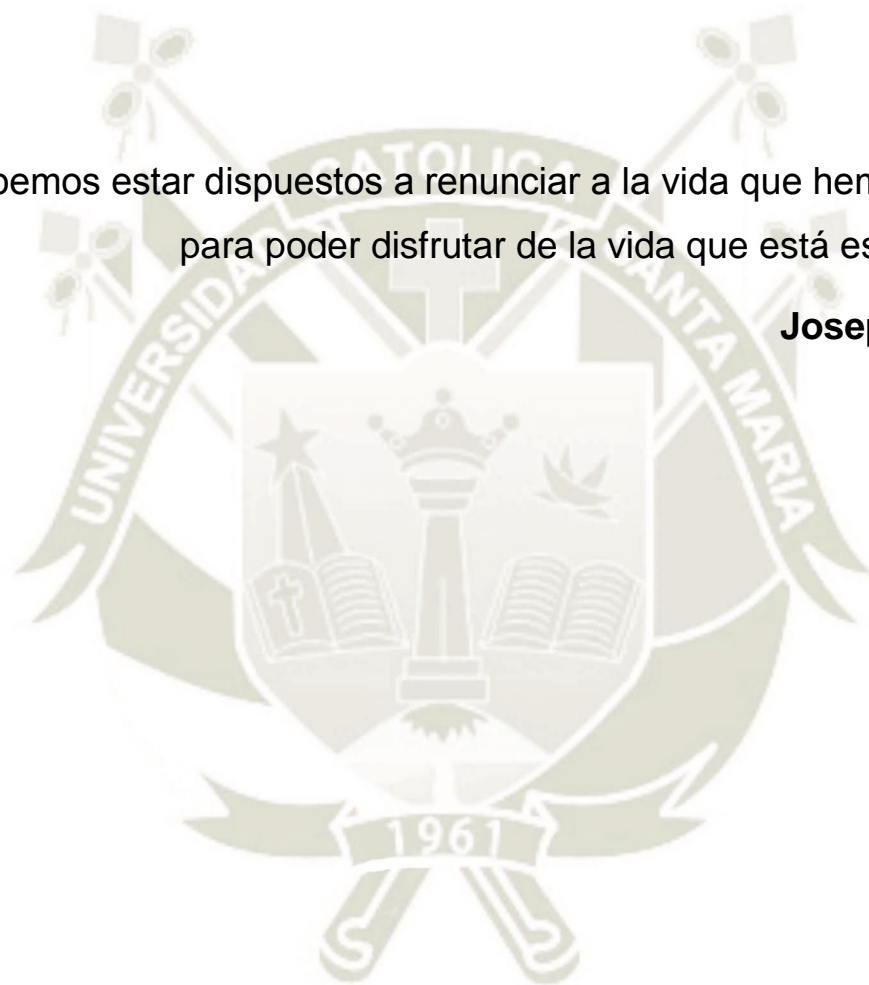 bemos estar dispuestos a renunciar a la vida que hem
para poder disfrutar de la vida que está es
Josep
UNIVERSIDAD CATOLICA SANTA MARIA
1961